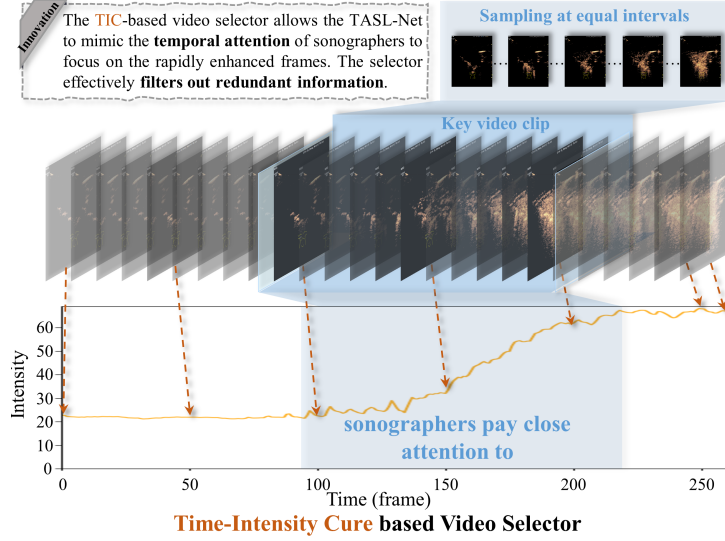 Innovation
The TIC-based video selector allows the TASL-Net
to mimic the temporal attention of sonographers to
focus on the rapidly enhanced frames. The selector
effectively filters out redundant information.
Sampling at equal intervals
Key video clip
Intensity
60
50
40
30
20
10
0
sonographers pay close
attention to
0 50 100 150 200 250
Time (frame)
Time-Intensity Cure based Video Selector